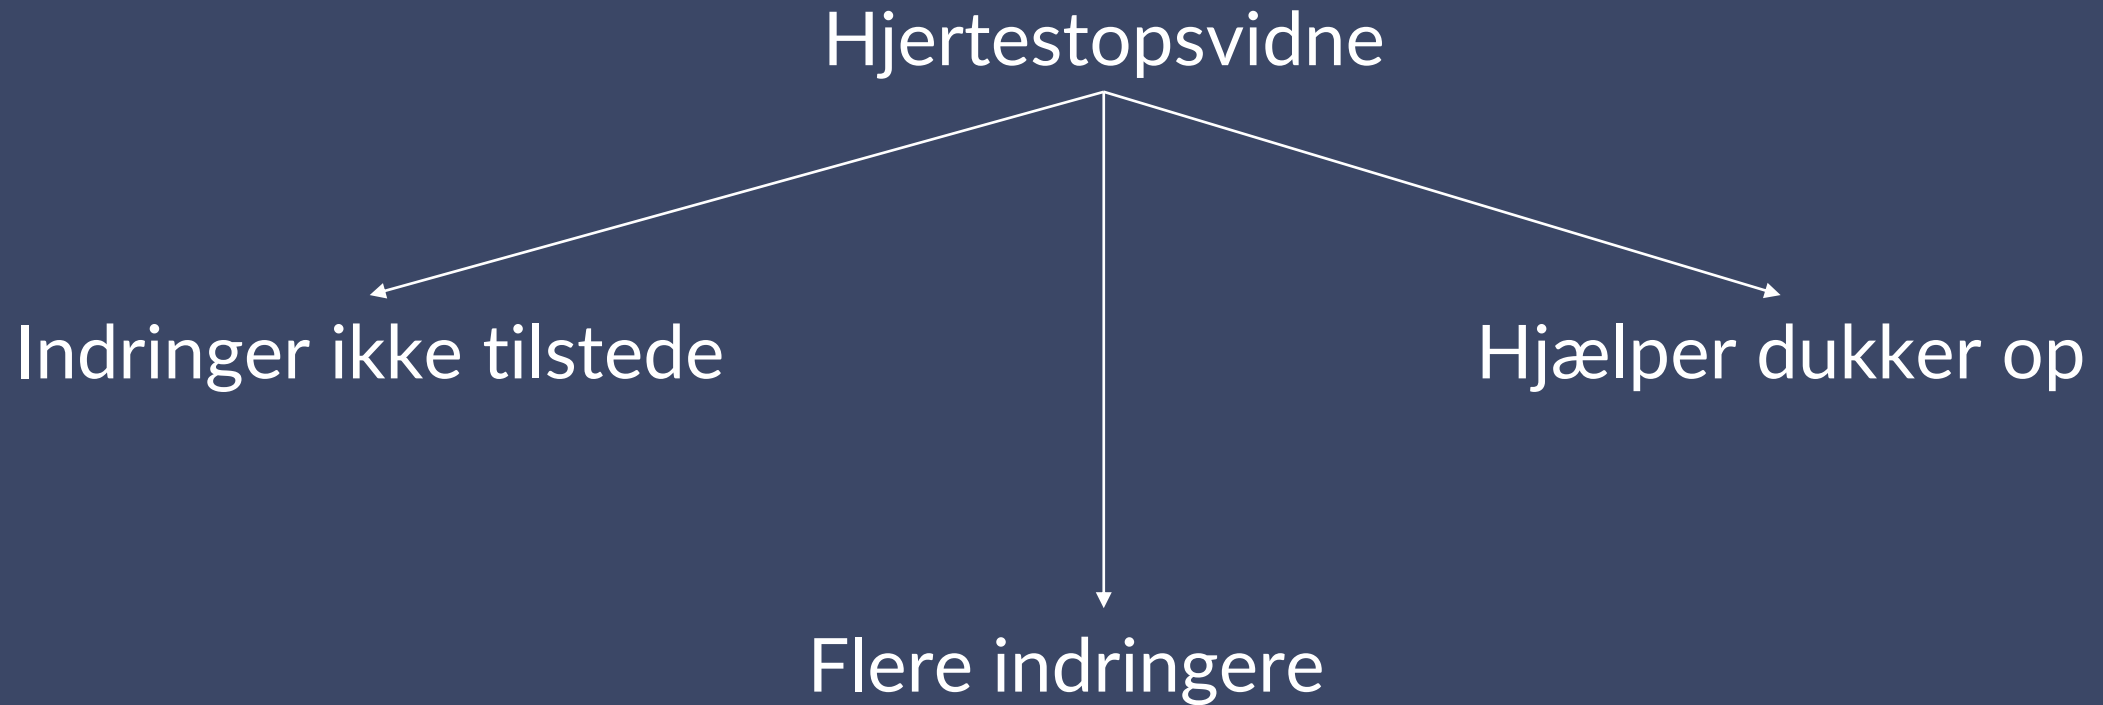 Hjertestopsvidne
Indringer ikke tilstede
Hjælper dukker op
Flere indringere